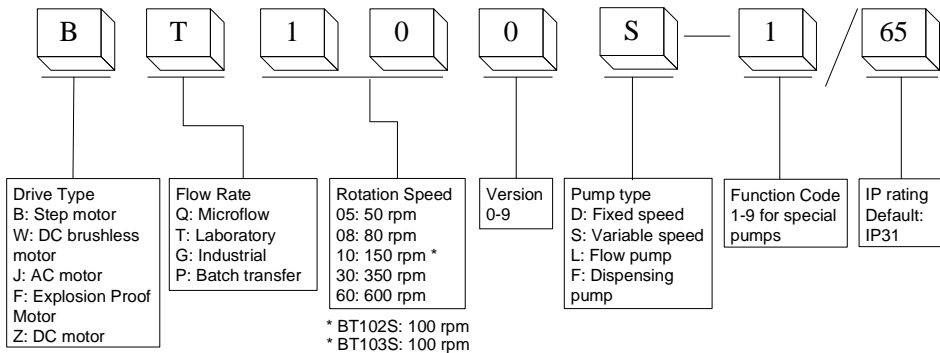 B T 1 0 0 S 1 65
Drive Type
B: Step motor
W: DC brushless
motor
J: AC motor
F: Explosion Proof
Motor
Z: DC motor
Flow Rate
Q: Microflow
T: Laboratory
G: Industrial
P: Batch transfer
Rotation Speed
05: 50 rpm
08: 80 rpm
10: 150 rpm *
30: 350 rpm
60: 600 rpm
* BT102S: 100 rpm
* BT103S: 100 rpm
Version
0-9
Pump type
D: Fixed speed
S: Variable speed
L: Flow pump
F: Dispensing
pump
Function Code
1-9 for special
pumps
IP rating
Default:
IP31